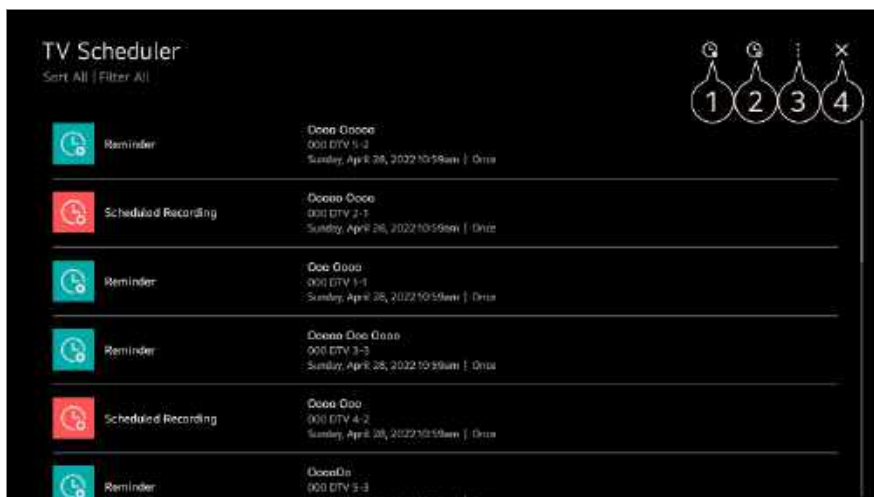 TV Scheduler
Sort All | Filter All
1 2 3 4
Reminder
Oooo Ooooo
000 DTV 5-2
Sunday, April 28, 2022 10:59am | Once
Scheduled Recording
Ooooo Oooo
000 DTV 2-1
Sunday, April 28, 2022 10:59am | Once
Reminder
Ooo Oooo
000 DTV 1-1
Sunday, April 28, 2022 10:59am | Once
Reminder
Ooooo Ooo Oooo
000 DTV 3-3
Sunday, April 28, 2022 10:59am | Once
Scheduled Recording
Oooo Ooo
000 DTV 4-2
Sunday, April 28, 2022 10:59am | Once
Reminder
OoooOo
000 DTV 5-3